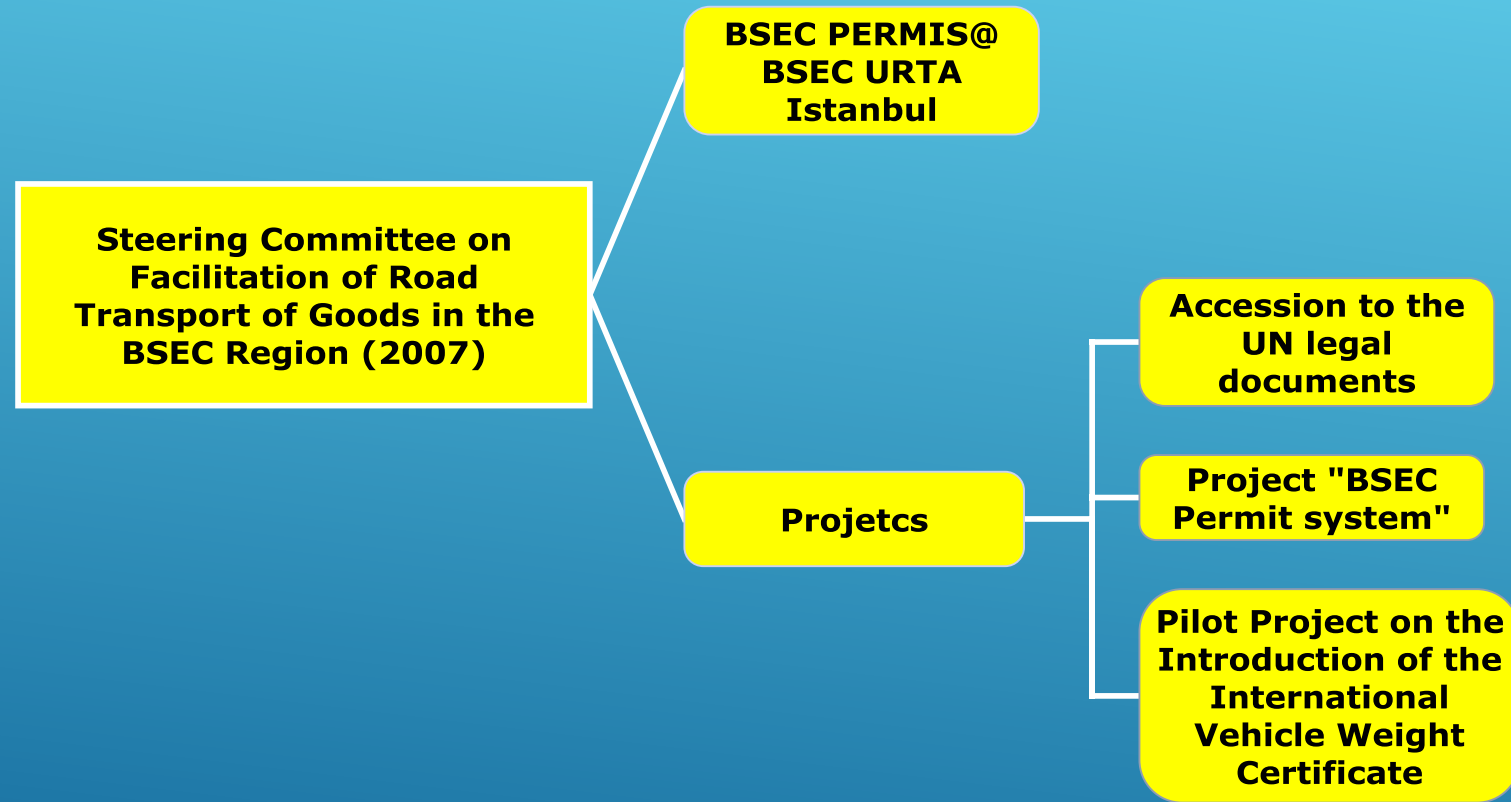 BSEC PERMIS@
BSEC URTA
Istanbul
Steering Committee on
Facilitation of Road
Transport of Goods in the
BSEC Region (2007)
Accession to the
UN legal
documents
Projetcs
Project "BSEC
Permit system"
Pilot Project on the
Introduction of the
International
Vehicle Weight
Certificate